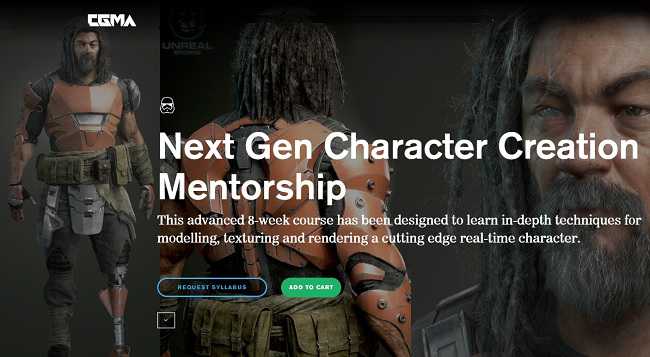 CGMA
UNREAL
Next Gen Character Creation
Mentorship
This advanced 8-week course has been designed to learn in-depth techniques for
modelling, texturing and rendering a cutting edge real-time character.
REQUEST SYLLABUS
ADD TO CART